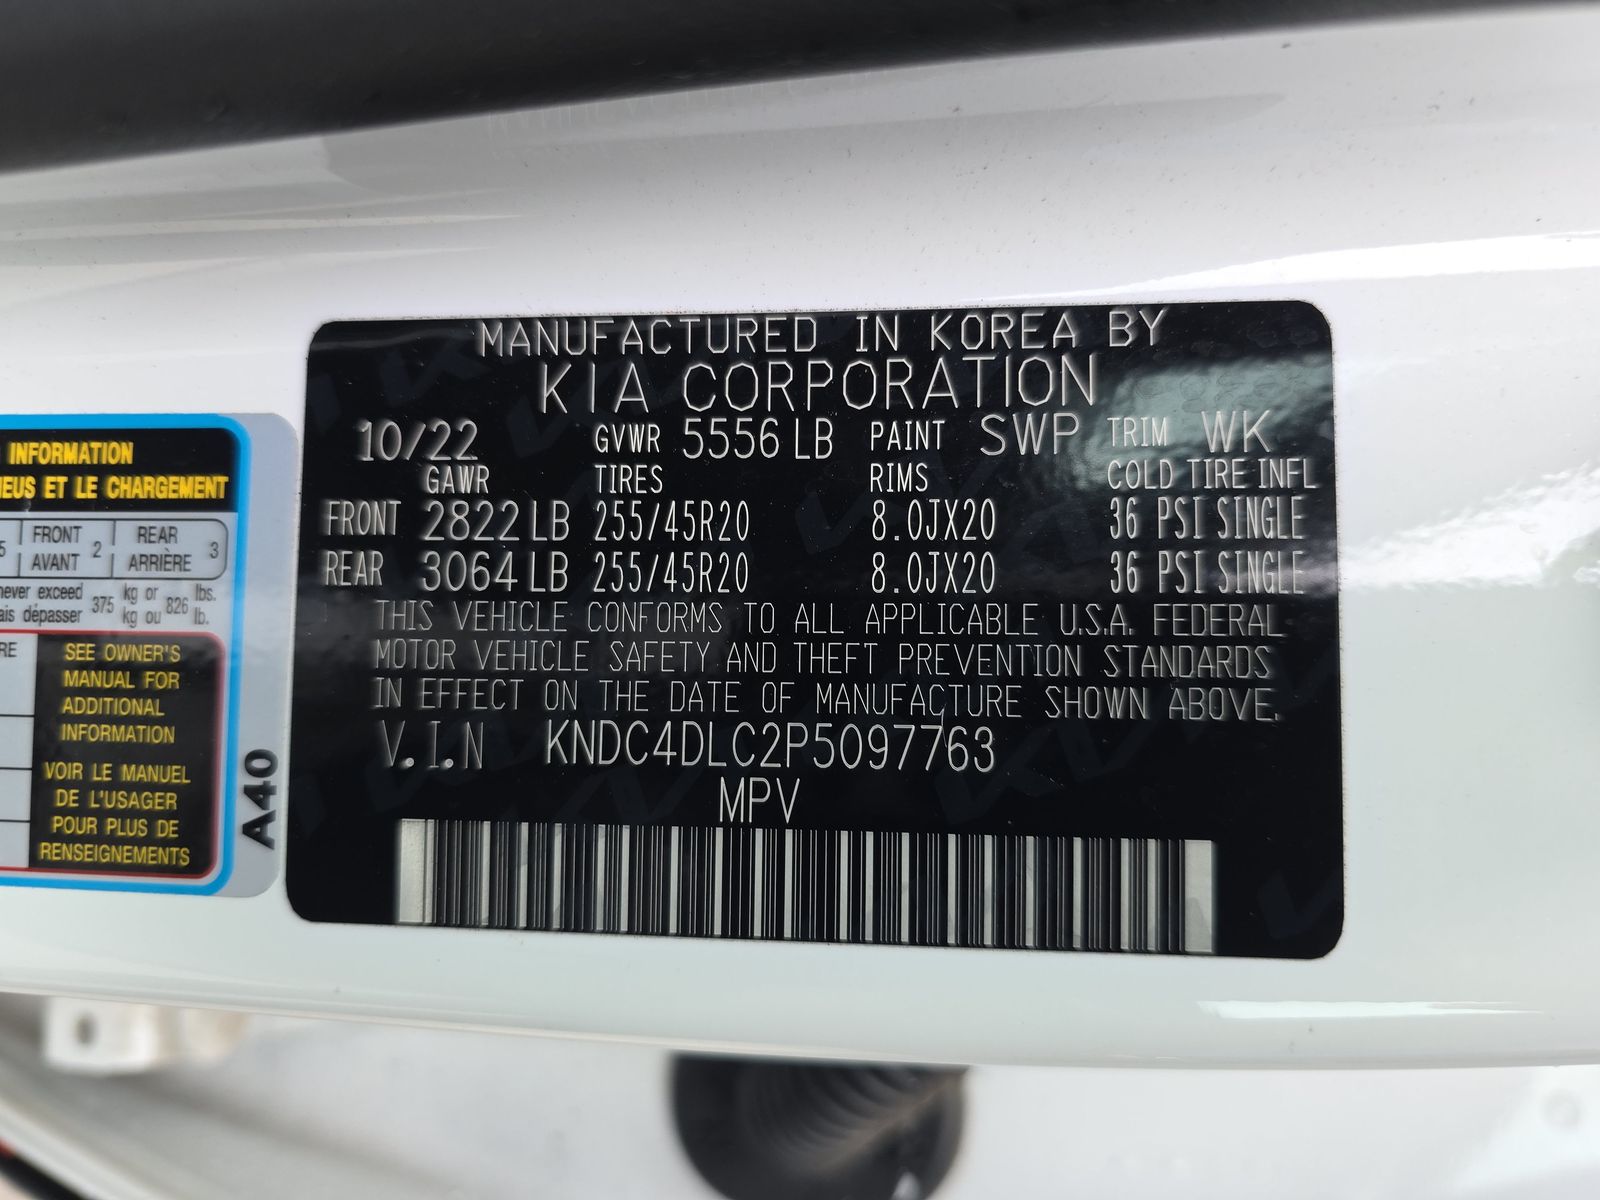 MANUFACTURED IN KOREA BY
KIA CORPORATION
10/22 GVWR 5556 LB PAINT SWP TRIM WK
GAWR TIRES RIMS COLD TIRE INFL
FRONT 2822 LB 255/45R20 8.0JX20 36 PSI SINGLE
REAR 3064 LB 255/45R20 8.0JX20 36 PSI SINGLE
THIS VEHICLE CONFORMS TO ALL APPLICABLE U.S.A. FEDERAL
MOTOR VEHICLE SAFETY AND THEFT PREVENTION STANDARDS
IN EFFECT ON THE DATE OF MANUFACTURE SHOWN ABOVE.
V.I.N KNDC4DLC2P5097763
MPV
INFORMATION
ET LE CHARGEMENT
5 FRONT 2 REAR 3
AVANT ARRIÈRE
never exceed 375 kg or 826 lbs.
dépasser kg ou lb.
SEE OWNER'S
MANUAL FOR
ADDITIONAL
INFORMATION
VOIR LE MANUEL
DE L'USAGER
POUR PLUS DE
RENSEIGNEMENTS
A40